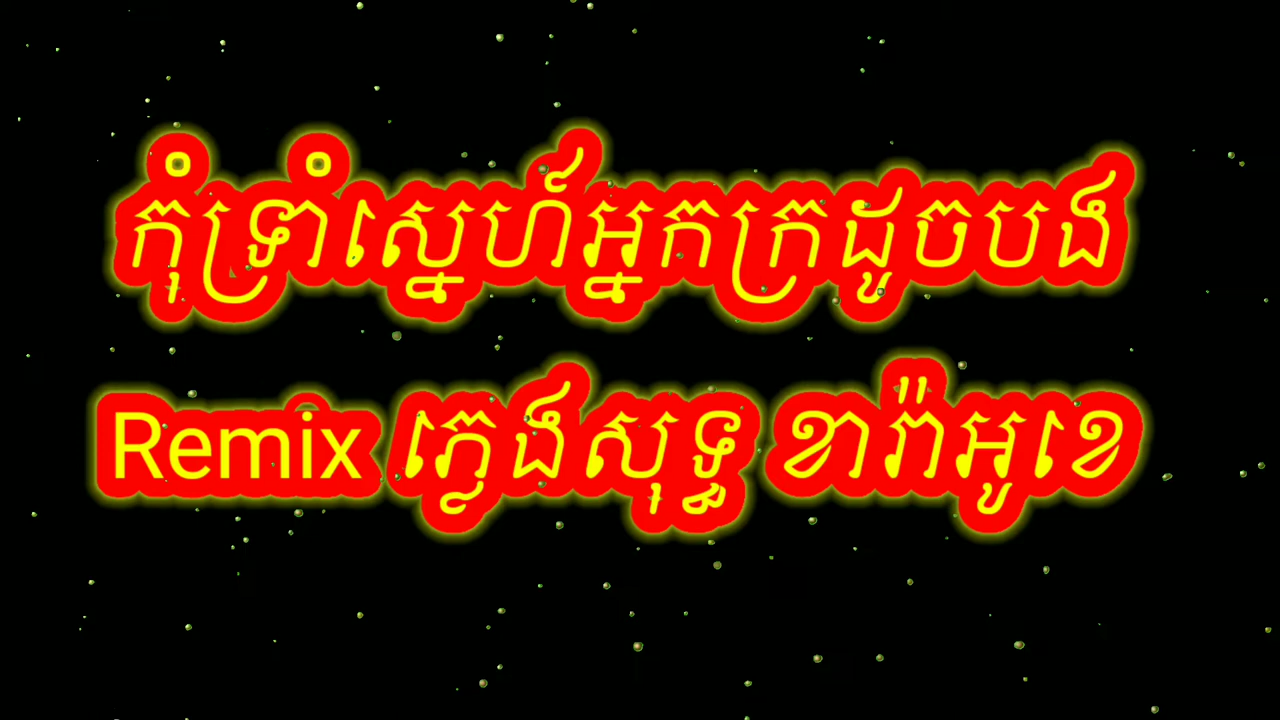 កុំទ្រាំស្នេហ៍អ្នកក្រដូចបង
Remix ភ្លេងសុទ្ធ ខារ៉ាអូខេ